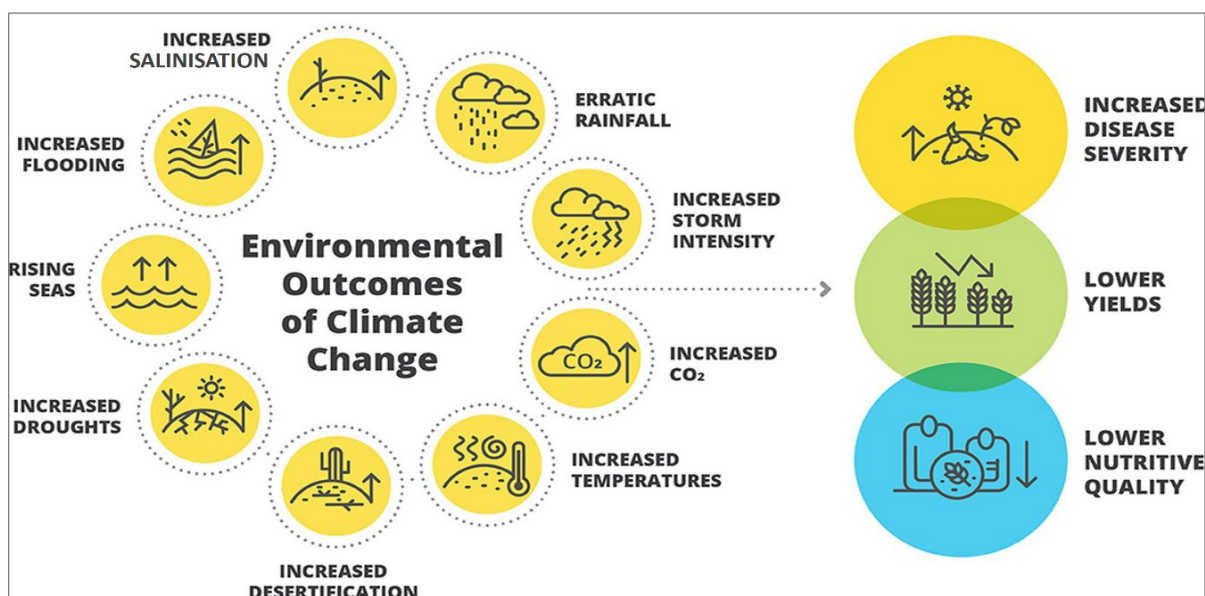 INCREASED
SALINISATION
ERRATIC
RAINFALL
INCREASED
FLOODING
INCREASED
STORM
INTENSITY
RISING
SEAS
Environmental
Outcomes
of Climate
Change
CO₂
INCREASED
CO₂
INCREASED
DROUGHTS
INCREASED
TEMPERATURES
INCREASED
DESERTIFICATION
INCREASED
DISEASE
SEVERITY
LOWER
YIELDS
LOWER
NUTRITIVE
QUALITY